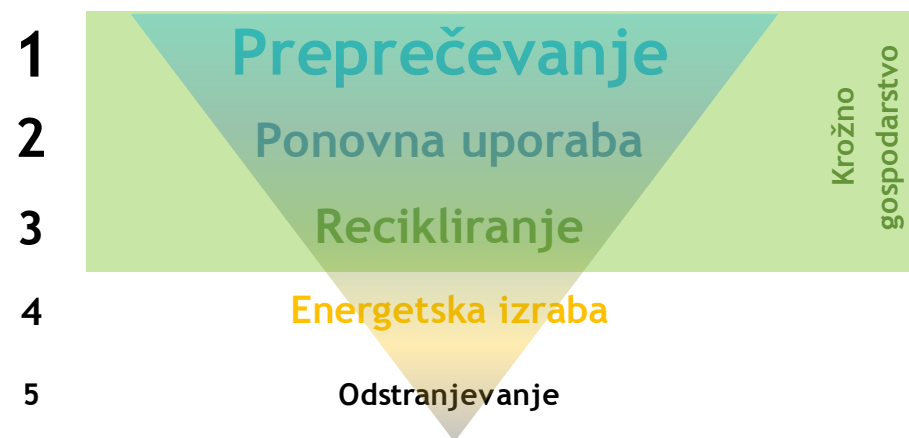 1 Preprečevanje
2 Ponovna uporaba
3 Recikliranje
4 Energetska izraba
5 Odstranjevanje
Krožno
gospodarstvo